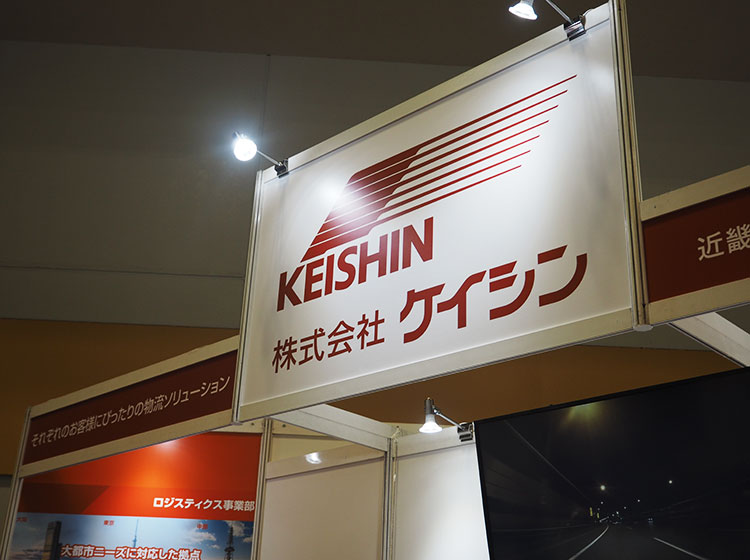 KEISHIN
株式会社 ケイシン
近畿
それぞれのお客様にぴったりの物流ソリューション
ロジスティクス事業部
東京
大都市ニーズに対応した拠点